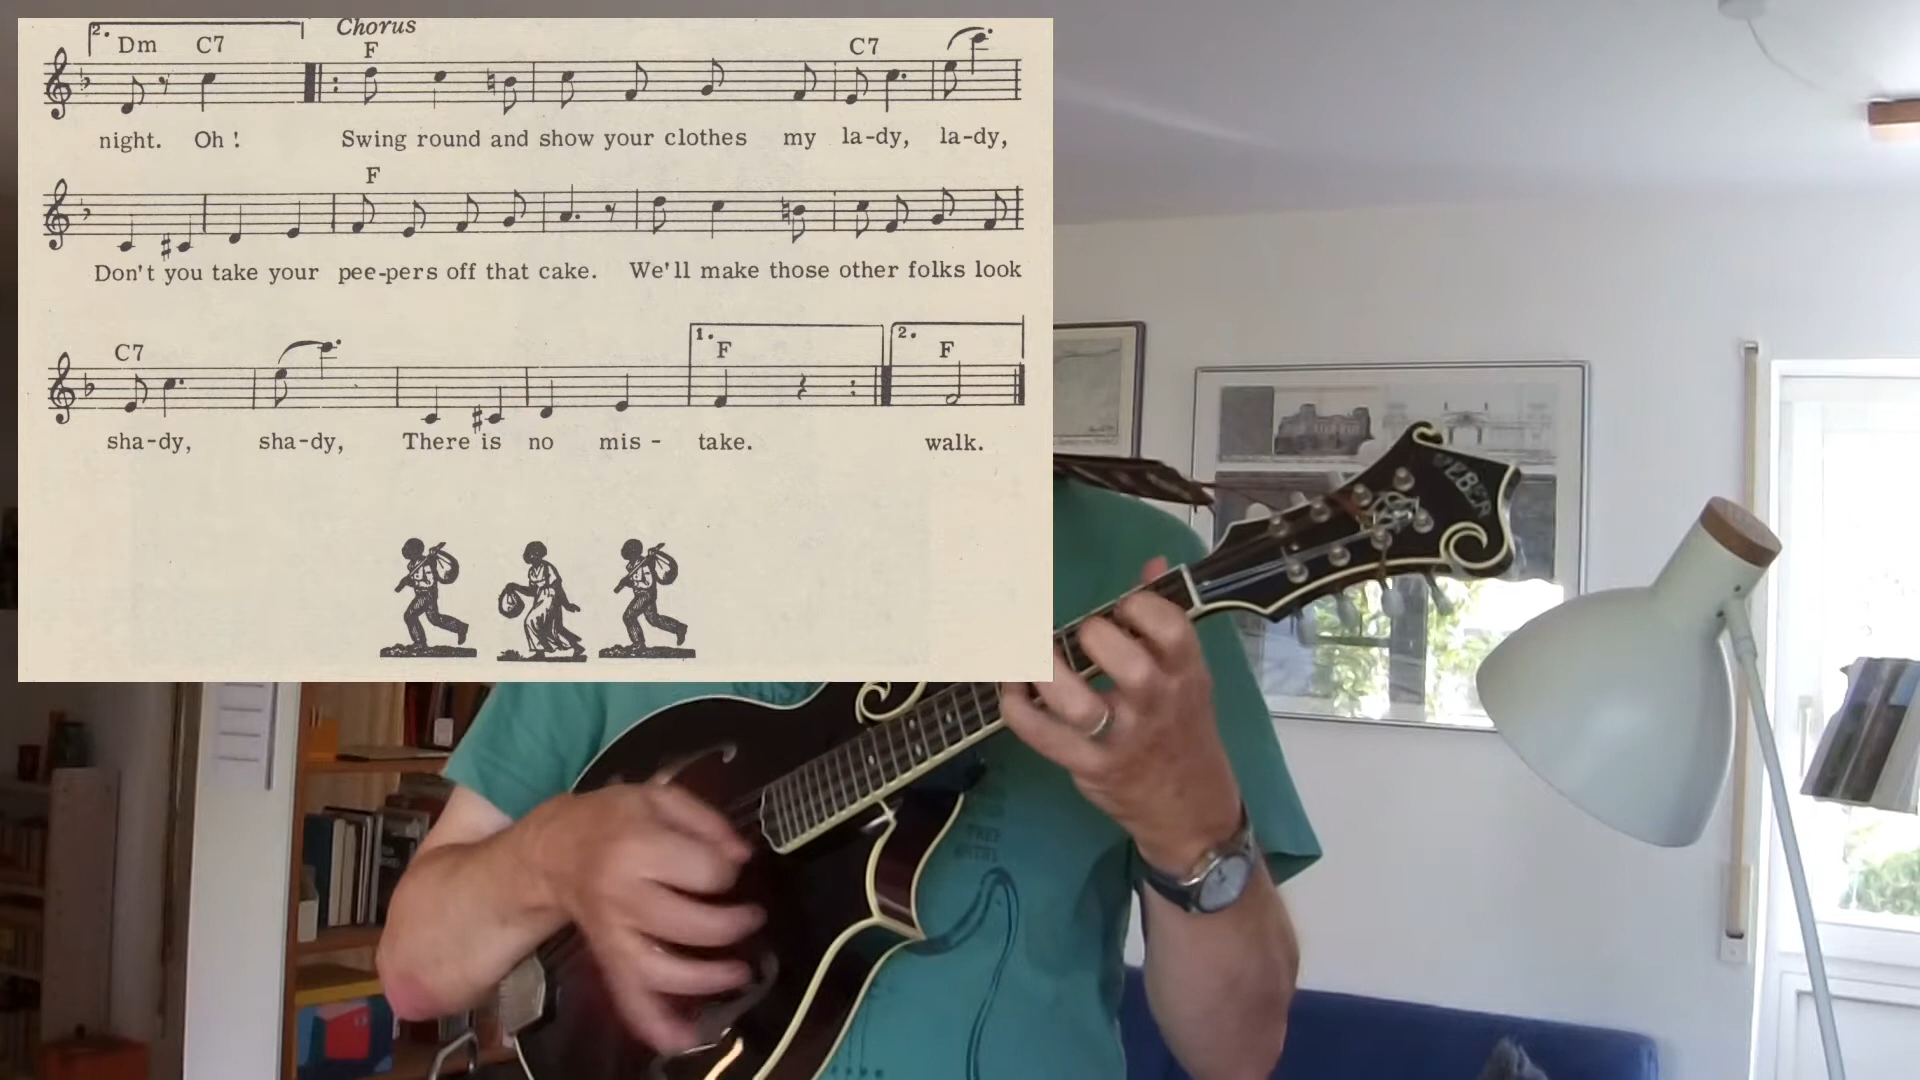 2. Dm C7 Chorus F C7
night. Oh ! Swing round and show your clothes my la-dy, la-dy,
F
Don't you take your pee-pers off that cake. We'll make those other folks look
C7 1. F 2. F
sha-dy, sha-dy, There is no mis - take. walk.
WEBER